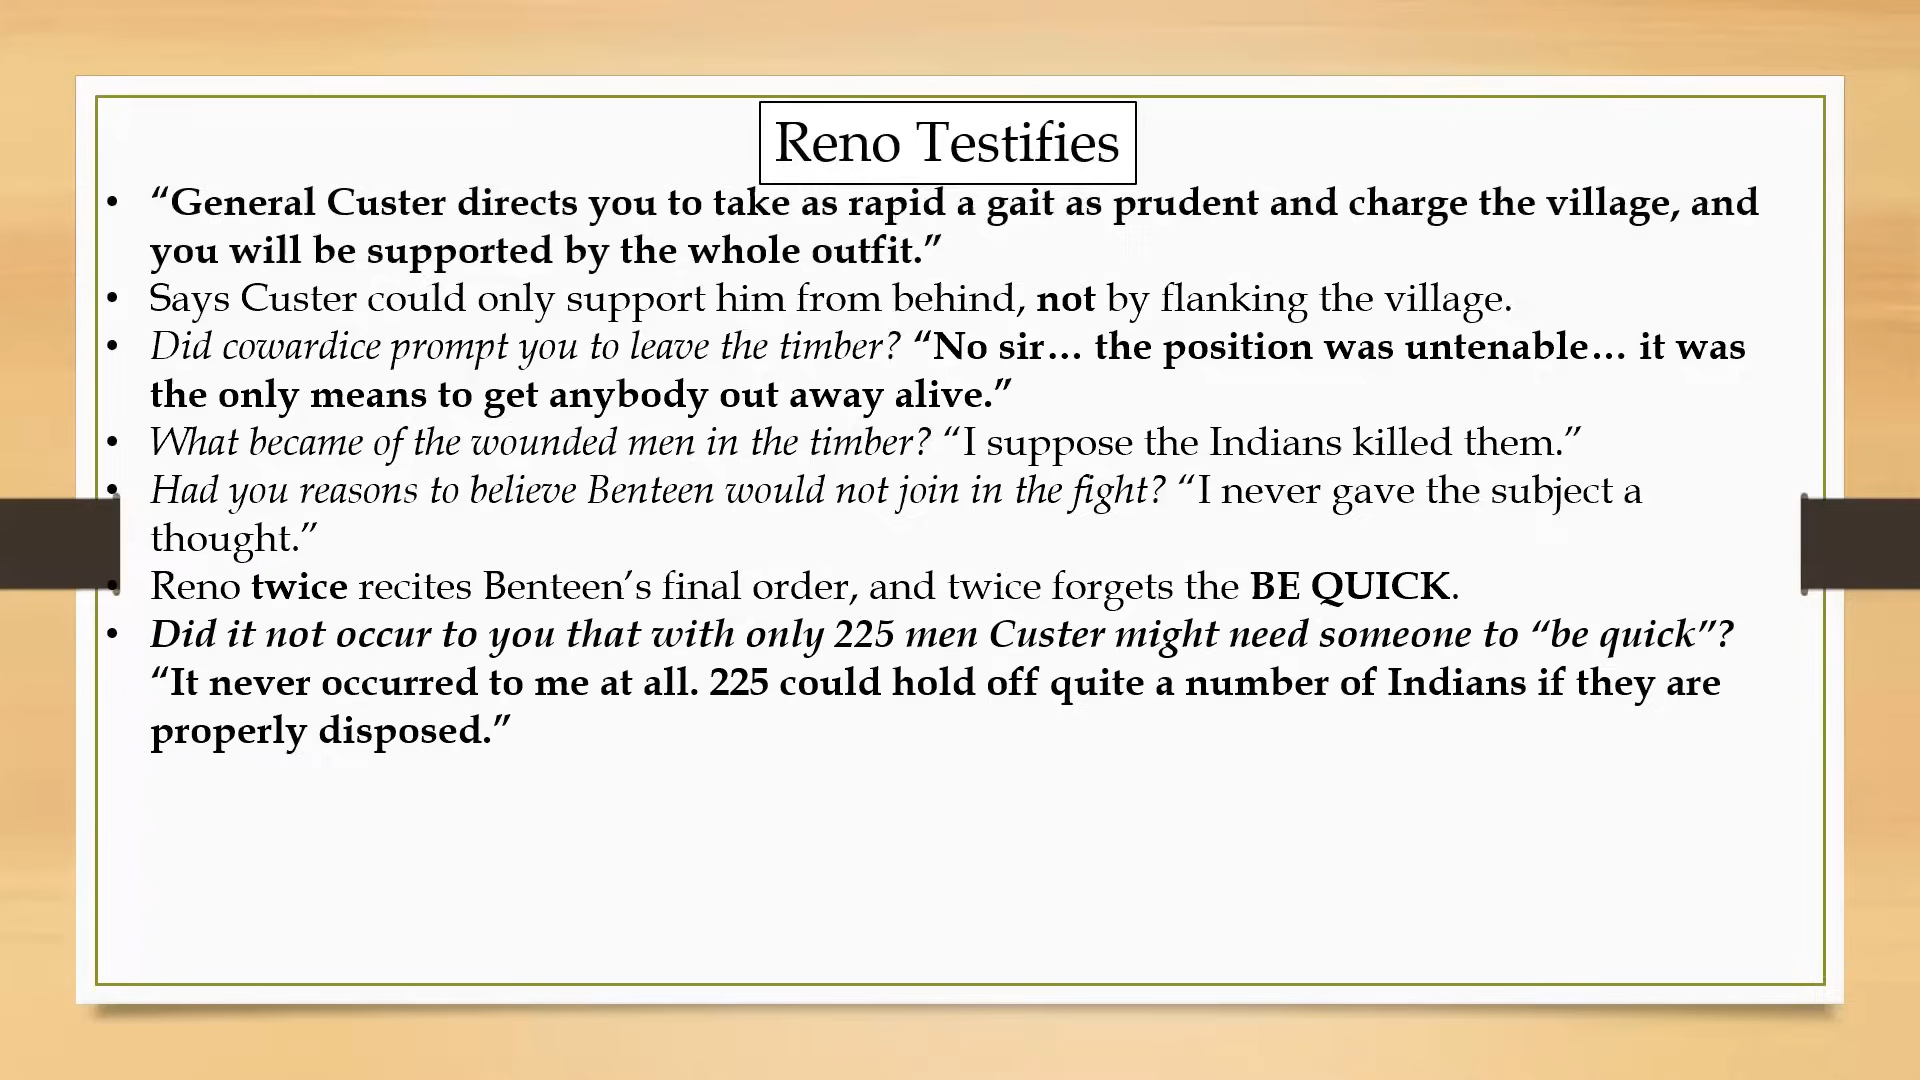 Reno Testifies
• “General Custer directs you to take as rapid a gait as prudent and charge the village, and
you will be supported by the whole outfit.”
• Says Custer could only support him from behind, not by flanking the village.
• Did cowardice prompt you to leave the timber? “No sir… the position was untenable… it was
the only means to get anybody out away alive.”
• What became of the wounded men in the timber? “I suppose the Indians killed them.”
• Had you reasons to believe Benteen would not join in the fight? “I never gave the subject a
thought.”
• Reno twice recites Benteen’s final order, and twice forgets the BE QUICK.
• Did it not occur to you that with only 225 men Custer might need someone to “be quick”?
“It never occurred to me at all. 225 could hold off quite a number of Indians if they are
properly disposed.”